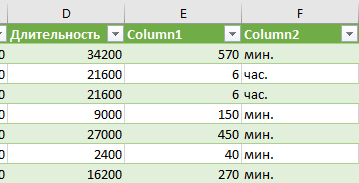 D E F
Длительность Column1 Column2
0 34200 570 мин.
0 21600 6 час.
0 21600 6 час.
0 9000 150 мин.
0 27000 450 мин.
0 2400 40 мин.
0 16200 270 мин.